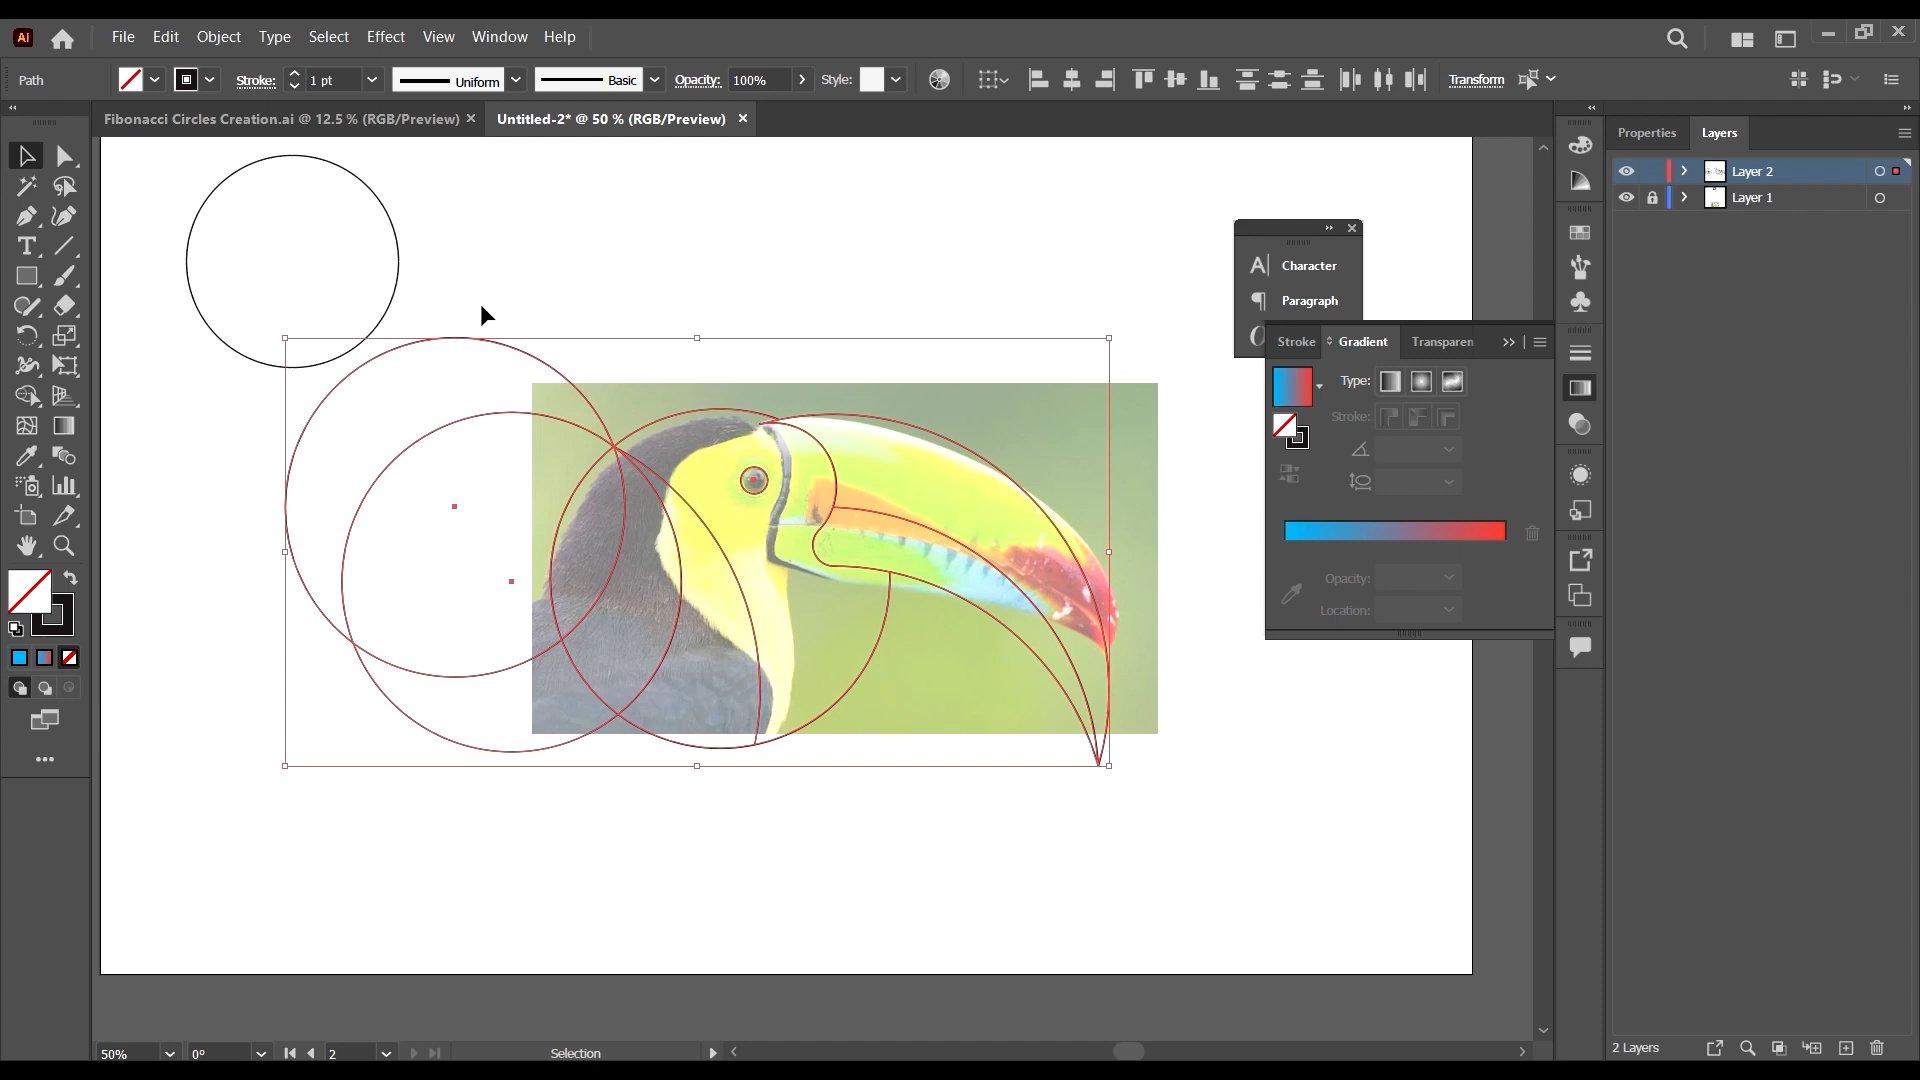 Ai File Edit Object Type Select Effect View Window Help
Path Stroke: 1 pt Uniform Basic Opacity: 100% Style: Transform
Fibonacci Circles Creation.ai @ 12.5 % (RGB/Preview) Untitled-2* @ 50 % (RGB/Preview)
Properties Layers
Layer 2
Layer 1
Character
Paragraph
Stroke Gradient Transparen
Type:
Stroke:
Opacity:
Location:
50% 0° 2 Selection
2 Layers